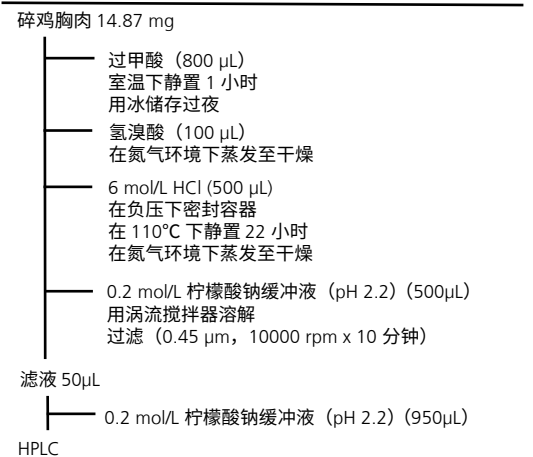 碎鸡胸肉 14.87 mg
过甲酸（800 µL）
室温下静置 1 小时
用冰储存过夜
氢溴酸（100 µL）
在氮气环境下蒸发至干燥
6 mol/L HCl (500 µL)
在负压下密封容器
在 110℃ 下静置 22 小时
在氮气环境下蒸发至干燥
0.2 mol/L 柠檬酸钠缓冲液（pH 2.2）（500µL）
用涡流搅拌器溶解
过滤（0.45 µm，10000 rpm x 10 分钟）
滤液 50µL
0.2 mol/L 柠檬酸钠缓冲液（pH 2.2）（950µL）
HPLC